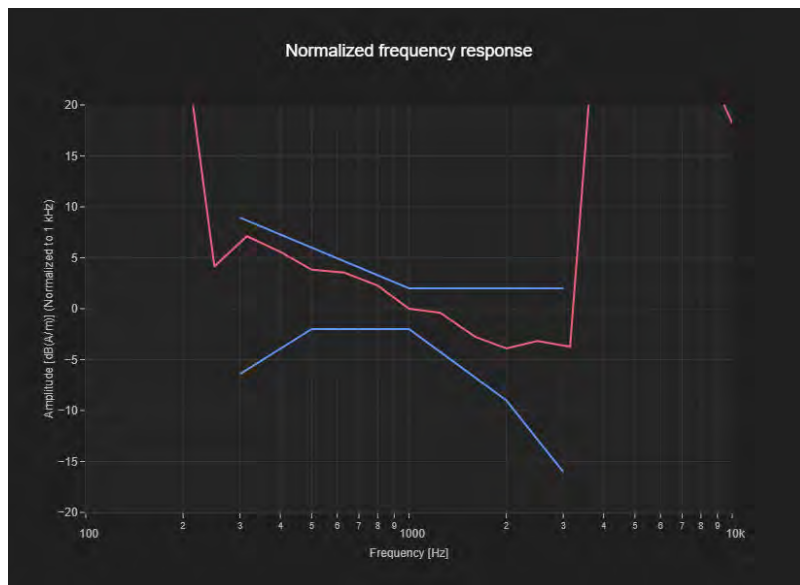 Normalized frequency response
Amplitude [dB(A/m)] (Normalized to 1 kHz)
20
15
10
5
0
−5
−10
−15
−20
100 2 3 4 5 6 7 8 9 1000 2 3 4 5 6 7 8 9 10k
Frequency [Hz]